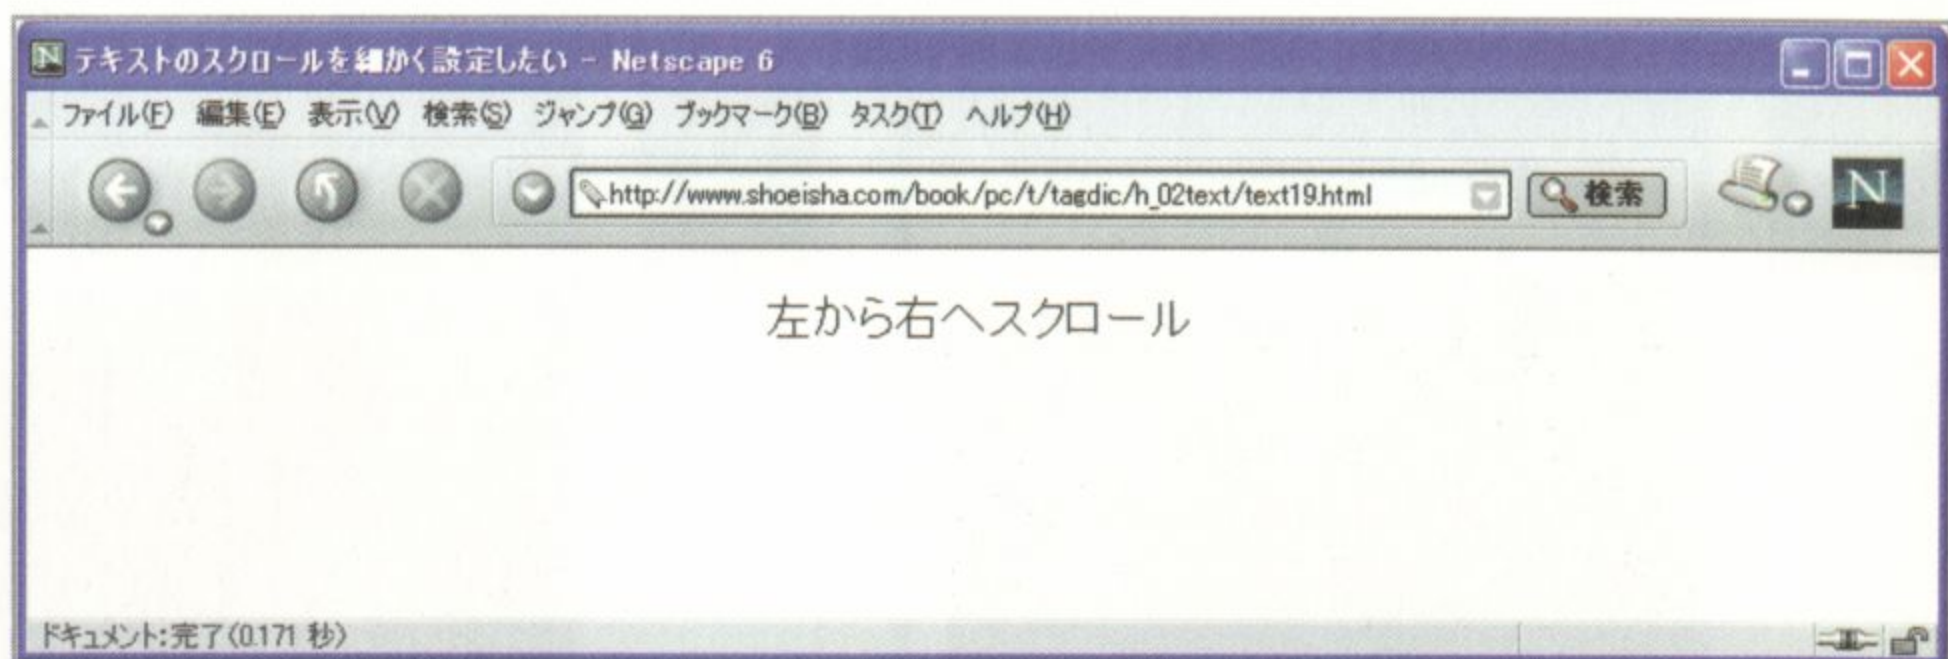 テキストのスクロールを細かく設定したい - Netscape 6
ファイル(F) 編集(E) 表示(V) 検索(S) ジャンプ(G) ブックマーク(B) タスク(T) ヘルプ(H)
http://www.shoeisha.com/book/pc/t/tagdic/h_02text/text19.html 検索 N
左から右へスクロール
ドキュメント:完了(0.171 秒)